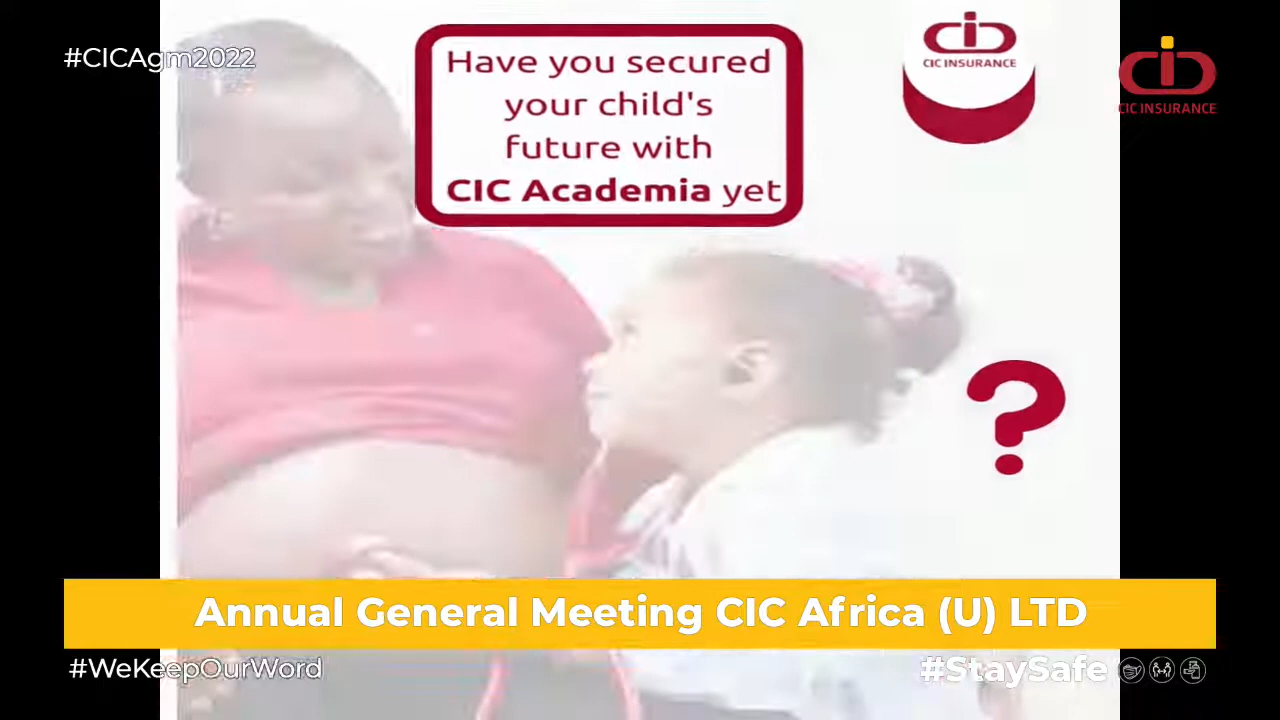 #CICAgm2022
Have you secured
your child's
future with
CIC Academia yet
CIC INSURANCE
CIC INSURANCE
?
Annual General Meeting CIC Africa (U) LTD
#WeKeepOurWord
#StaySafe